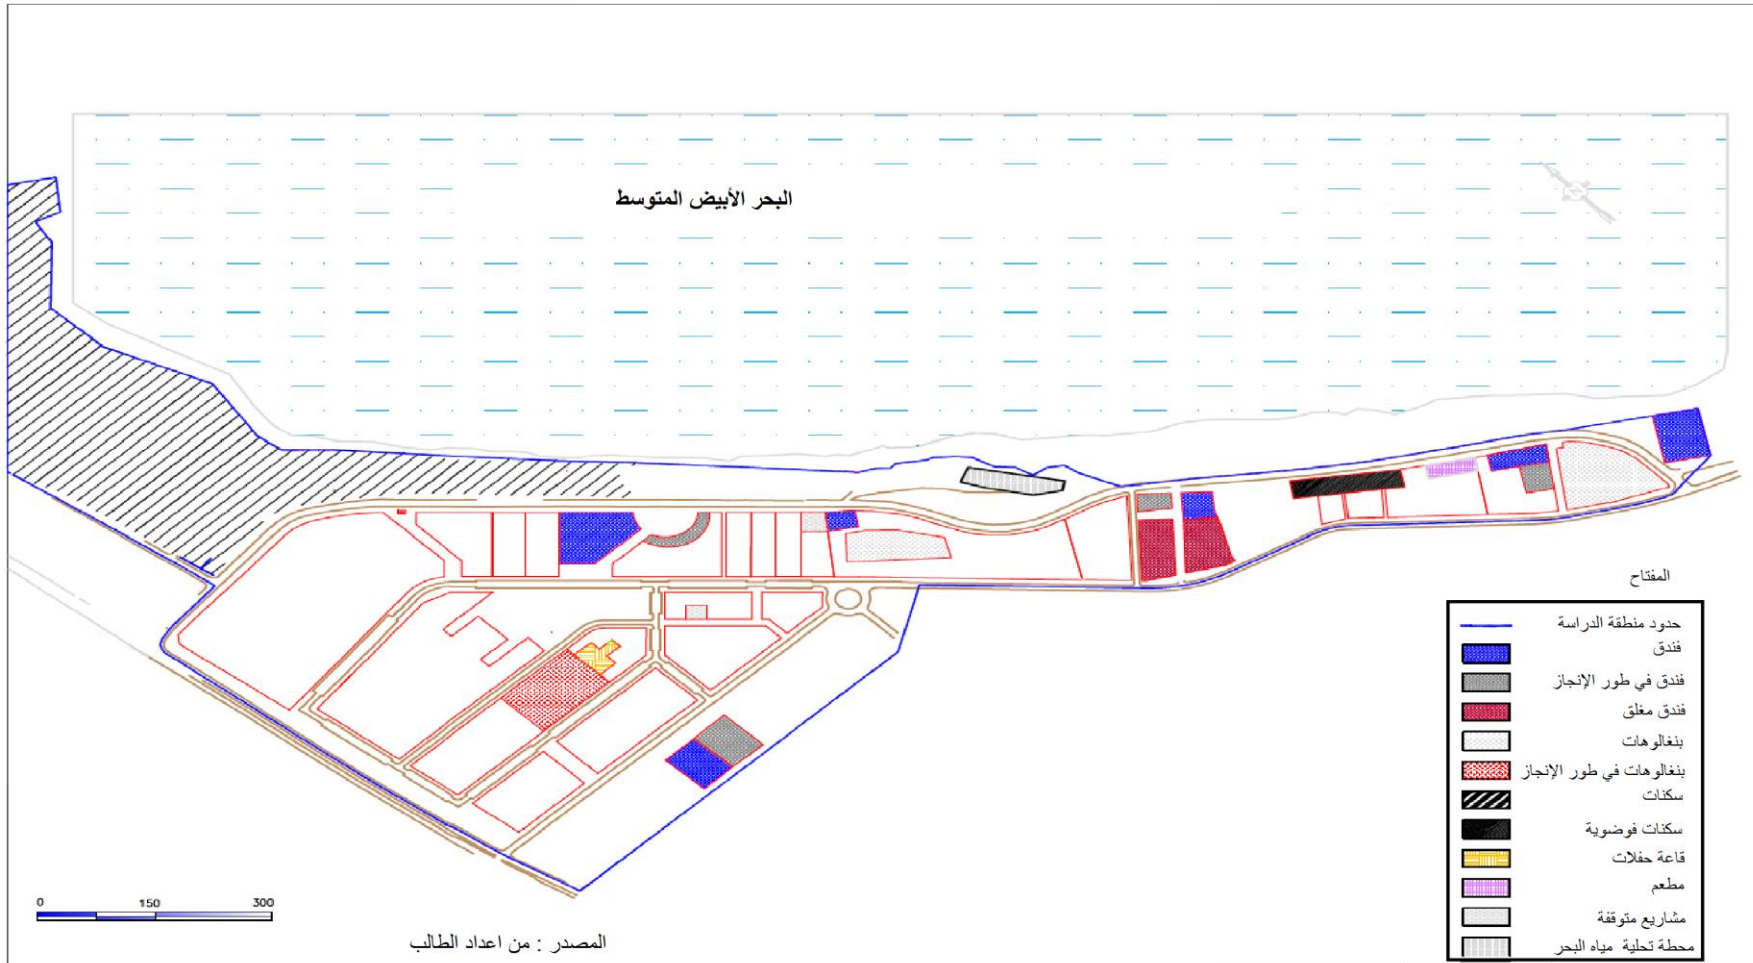 البحر الأبيض المتوسط
N
المفتاح
حدود منطقة الدراسة
فندق
فندق في طور الإنجاز
فندق مغلق
بنغالوهات
بنغالوهات في طور الإنجاز
سكنات
سكنات فوضوية
قاعة حفلات
مطعم
مشاريع متوقفة
محطة تحلية مياه البحر
0 150 300
المصدر : من اعداد الطالب